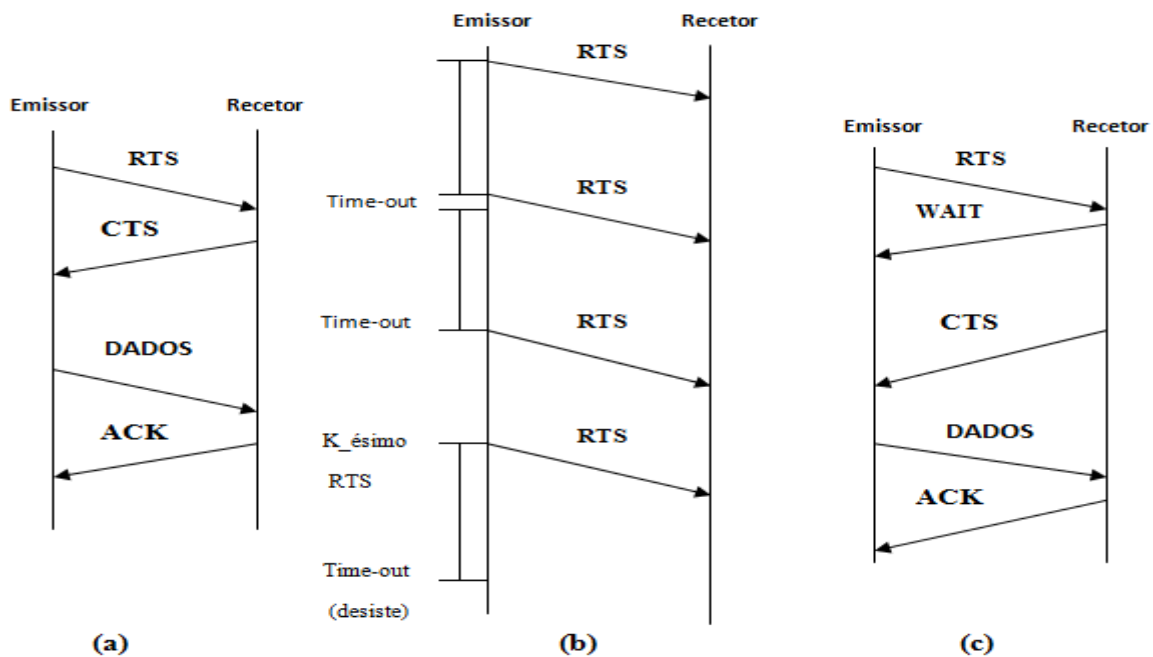 Emissor
Recetor
RTS
CTS
DADOS
ACK
(a)
Emissor
Recetor
RTS
Time-out
RTS
Time-out
RTS
K_ésimo
RTS
RTS
Time-out
(desiste)
(b)
Emissor
Recetor
RTS
WAIT
CTS
DADOS
ACK
(c)